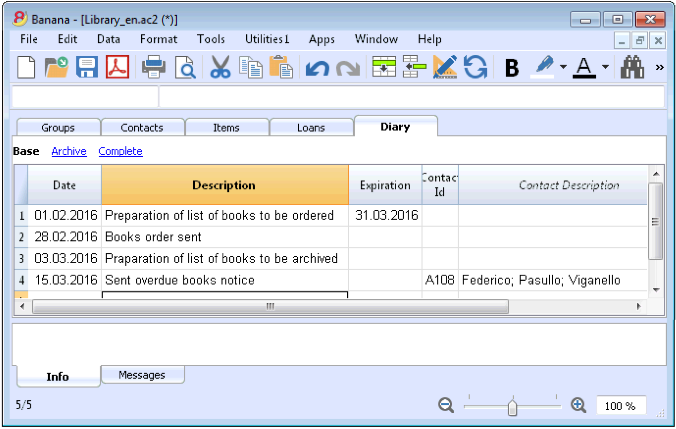 Banana - [Library_en.ac2 (*)]
File Edit Data Format Tools Utilities1 Apps Window Help
B A »
Groups Contacts Items Loans Diary
Base Archive Complete
Date Description Expiration Contac Id Contact Description
1 01.02.2016 Preparation of list of books to be ordered 31.03.2016
2 28.02.2016 Books order sent
3 03.03.2016 Preparation of list of books to be archived
4 15.03.2016 Sent overdue books notice A108 Federico; Pasullo; Viganello
Info Messages
5/5 100 %